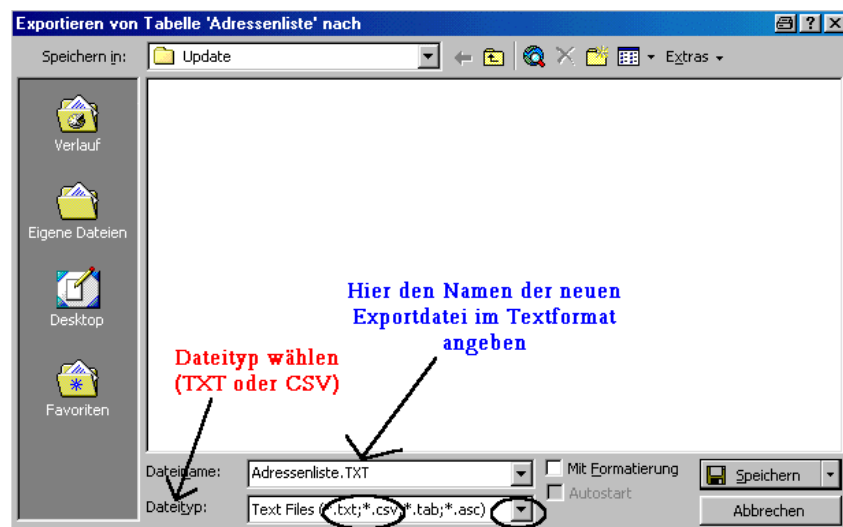 Exportieren von Tabelle 'Adressenliste' nach
Speichern in: Update Extras
Verlauf
Eigene Dateien
Desktop
Favoriten
Hier den Namen der neuen
Exportdatei im Textformat
angeben
Dateityp wählen
(TXT oder CSV)
Dateiname: Adressenliste.TXT Mit Formatierung Speichern
Autostart
Dateityp: Text Files (*.txt;*.csv;*.tab;*.asc) Abbrechen